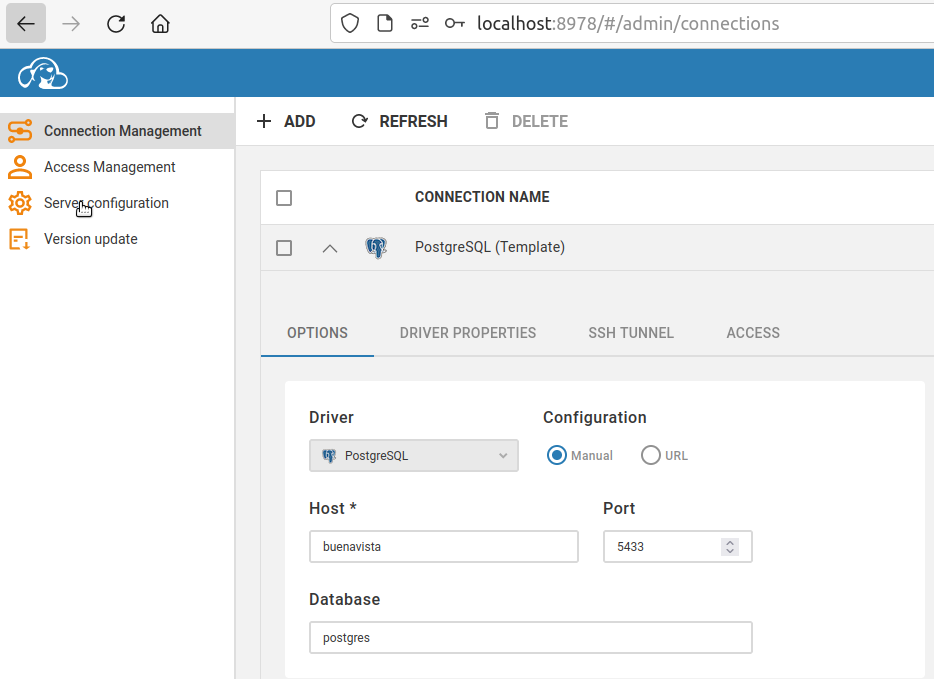 localhost:8978/#/admin/connections
Connection Management
Access Management
Server configuration
Version update
ADD REFRESH DELETE
CONNECTION NAME
PostgreSQL (Template)
OPTIONS DRIVER PROPERTIES SSH TUNNEL ACCESS
Driver Configuration
PostgreSQL Manual URL
Host * Port
buenavista 5433
Database
postgres